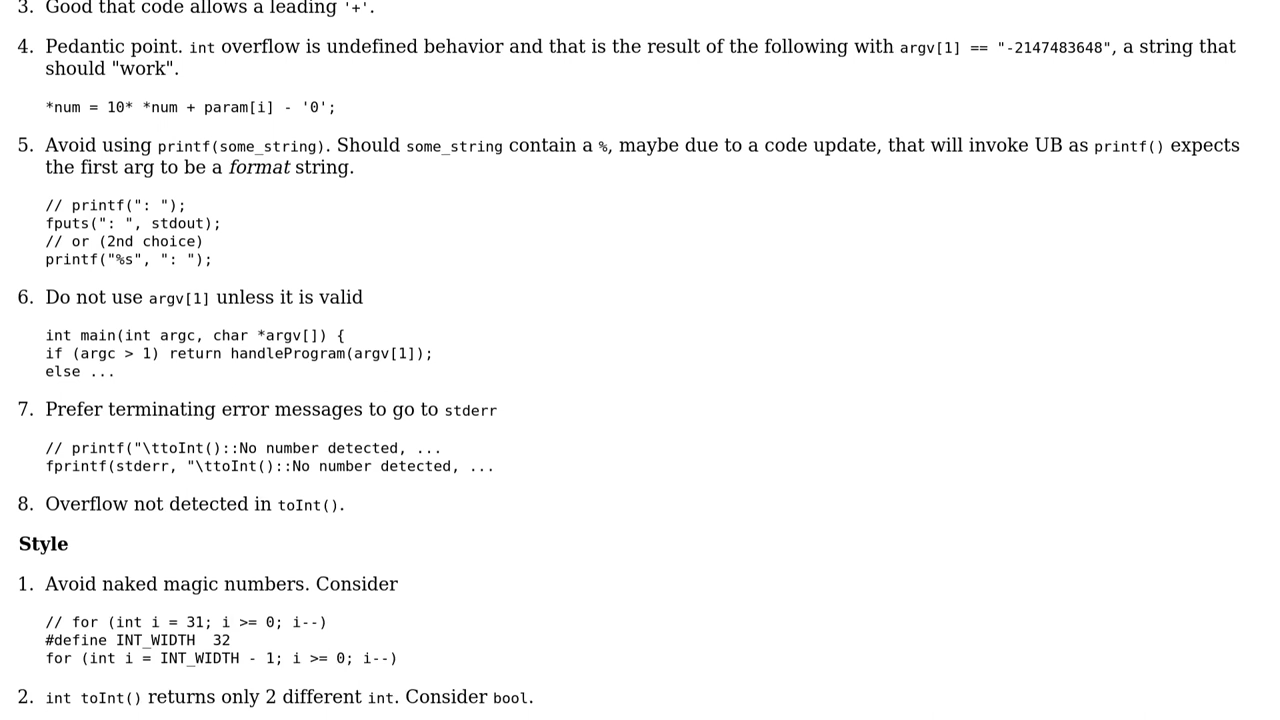 3. Good that code allows a leading '+'.
4. Pedantic point. int overflow is undefined behavior and that is the result of the following with argv[1] == "-2147483648", a string that
should "work".
*num = 10* *num + param[i] - '0';
5. Avoid using printf(some_string). Should some_string contain a %, maybe due to a code update, that will invoke UB as printf() expects
the first arg to be a format string.
// printf(": ");
fputs(": ", stdout);
// or (2nd choice)
printf("%s", ": ");
6. Do not use argv[1] unless it is valid
int main(int argc, char *argv[]) {
if (argc > 1) return handleProgram(argv[1]);
else ...
7. Prefer terminating error messages to go to stderr
// printf("\ttoInt()::No number detected, ...
fprintf(stderr, "\ttoInt()::No number detected, ...
8. Overflow not detected in toInt().
Style
1. Avoid naked magic numbers. Consider
// for (int i = 31; i >= 0; i--)
#define INT_WIDTH  32
for (int i = INT_WIDTH - 1; i >= 0; i--)
2. int toInt() returns only 2 different int. Consider bool.